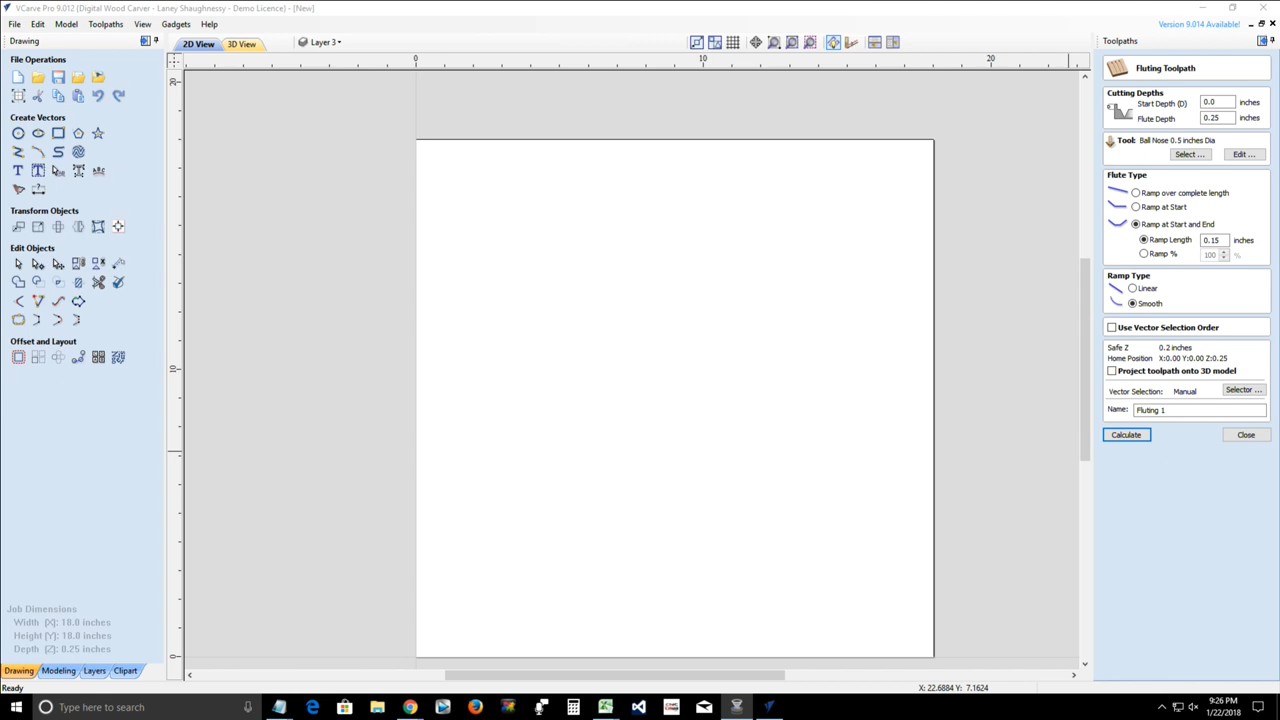 VCarve Pro 9.012 {Digital Wood Carver - Laney Shaughnessy - Demo Licence} - [New]
File Edit Model Toolpaths View Gadgets Help
Version 9.014 Available!
Drawing
2D View
3D View
Layer 3
Toolpaths
File Operations
Create Vectors
Transform Objects
Edit Objects
Offset and Layout
Job Dimensions
Width (X): 18.0 inches
Height (Y): 18.0 inches
Depth (Z): 0.25 inches
Drawing Modeling Layers Clipart
Ready
0 10 20
20
10
0
Fluting Toolpath
Cutting Depths
Start Depth (D) 0.0 inches
Flute Depth 0.25 inches
Tool: Ball Nose 0.5 inches Dia
Select ... Edit ...
Flute Type
Ramp over complete length
Ramp at Start
Ramp at Start and End
Ramp Length 0.15 inches
Ramp % 100 %
Ramp Type
Linear
Smooth
Use Vector Selection Order
Safe Z 0.2 inches
Home Position X:0.00 Y:0.00 Z:0.25
Project toolpath onto 3D model
Vector Selection: Manual Selector ...
Name: Fluting 1
Calculate Close
X: 22.6884 Y: 7.1624
Type here to search
9:26 PM
1/22/2018